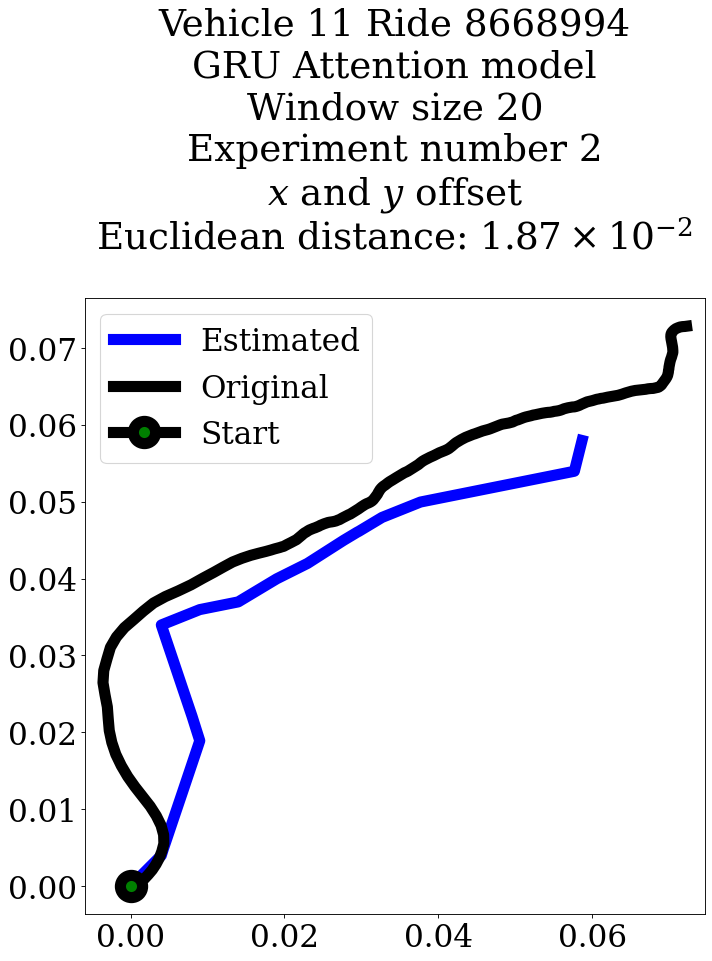 Vehicle 11 Ride 8668994
GRU Attention model
Window size 20
Experiment number 2
x and y offset
Euclidean distance: 1.87 × 10⁻²
Estimated
Original
Start
0.07
0.06
0.05
0.04
0.03
0.02
0.01
0.00
0.00 0.02 0.04 0.06